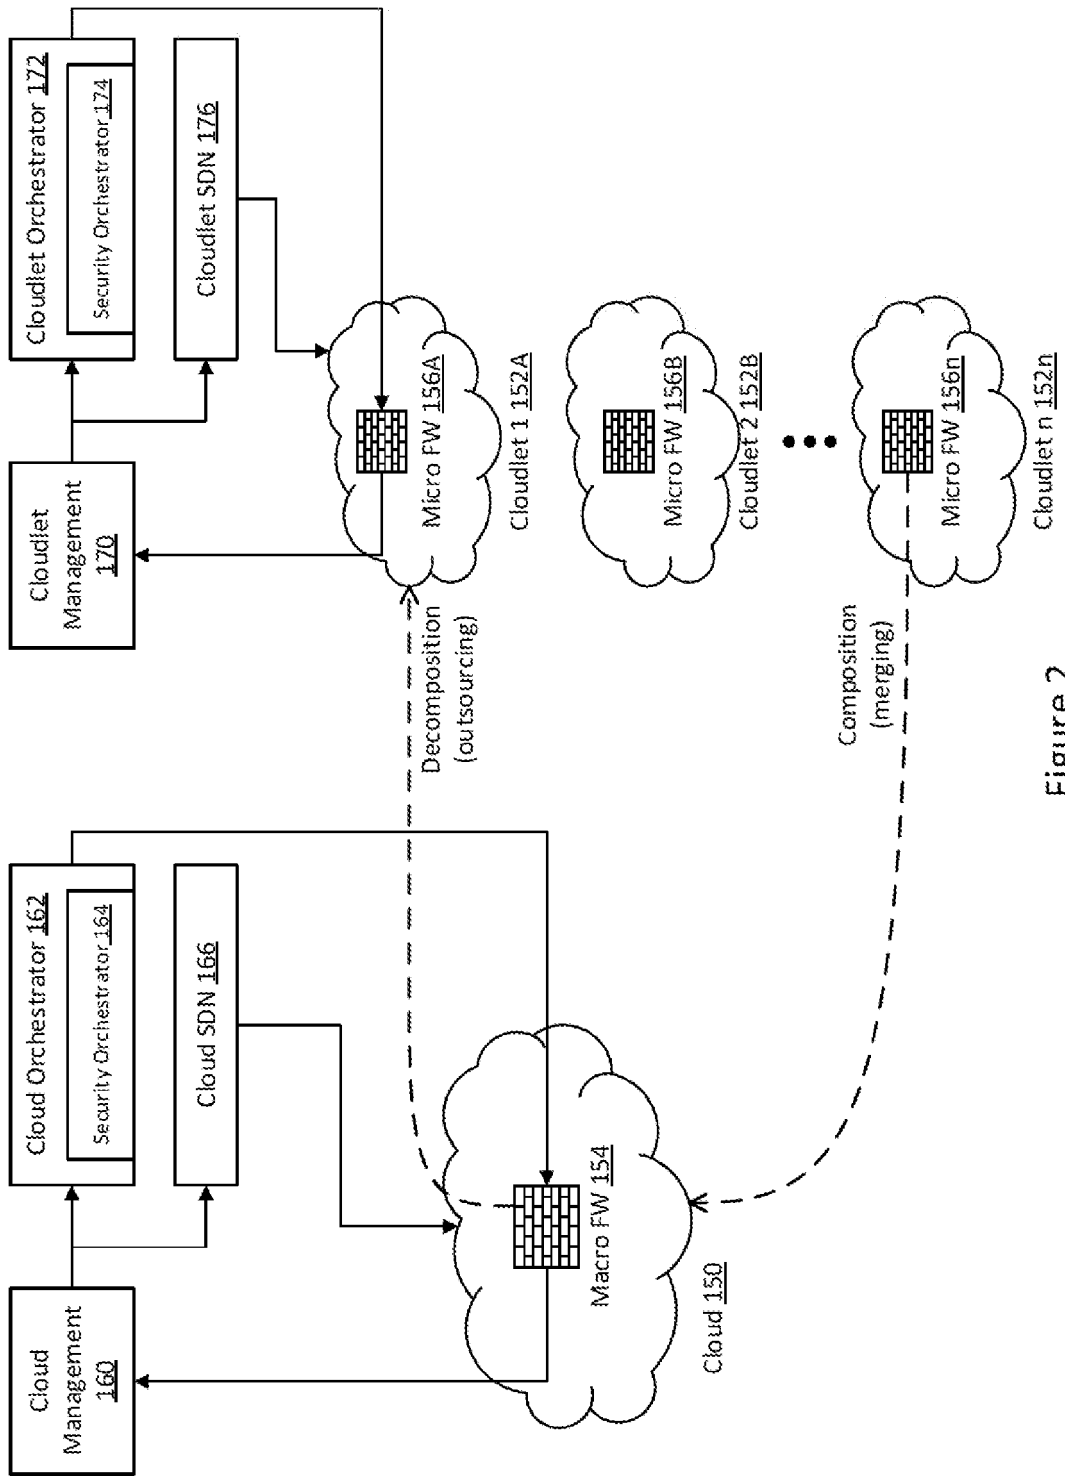 Cloud
Management
160
Cloud Orchestrator 162
Security Orchestrator 164
Cloud SDN 166
Macro FW 154
Cloud 150
Cloudlet
Management
170
Cloudlet Orchestrator 172
Security Orchestrator 174
Cloudlet SDN 176
Decomposition
(outsourcing)
Micro FW 156A
Cloudlet 1 152A
Micro FW 156B
Cloudlet 2 152B
Composition
(merging)
Micro FW 156n
Cloudlet n 152n
Figure 2